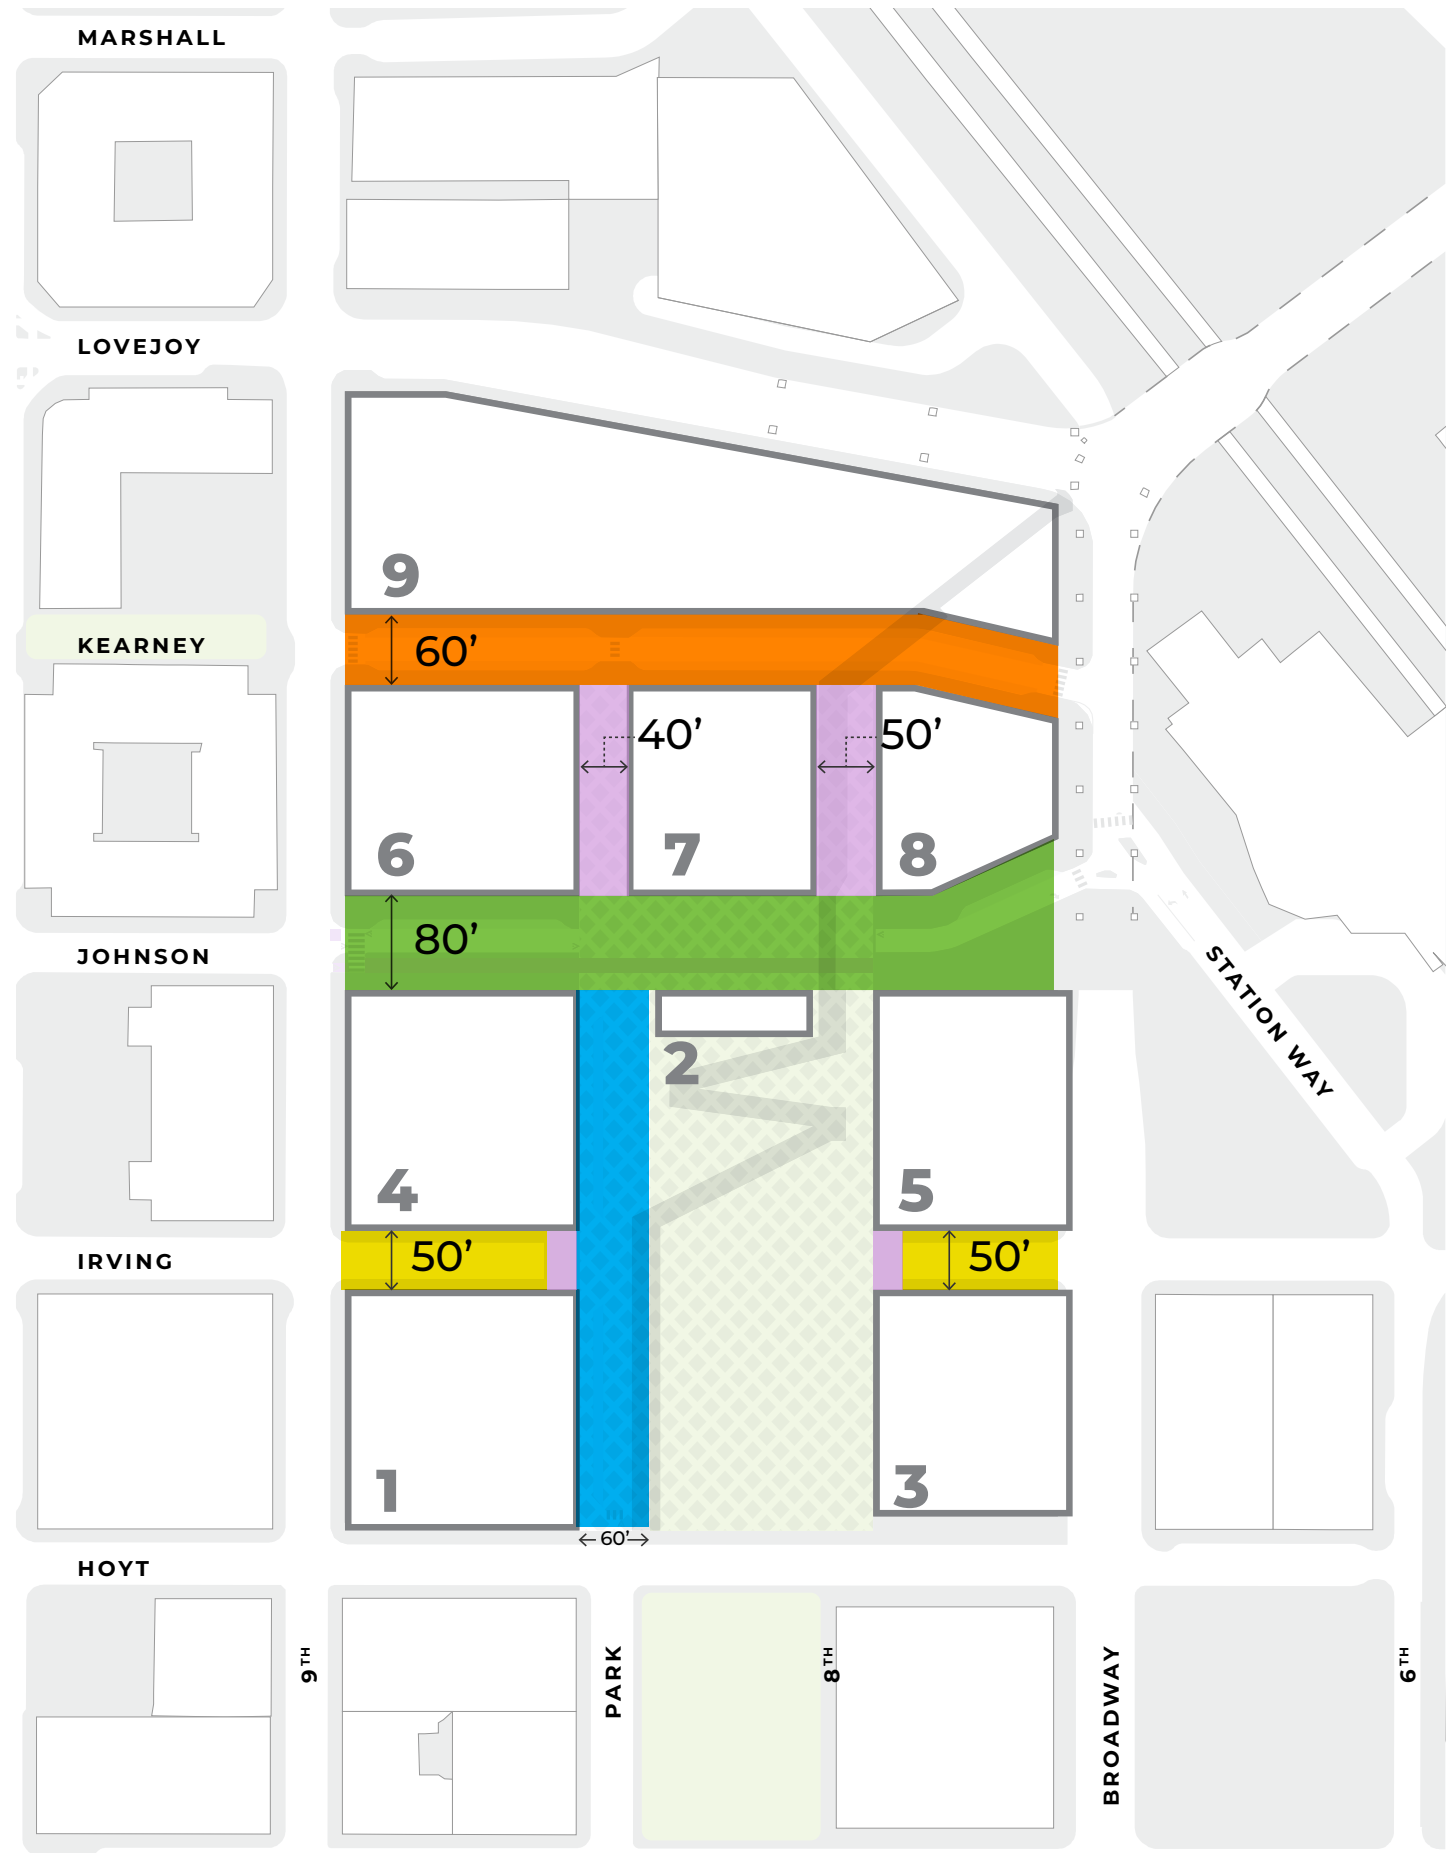 MARSHALL
LOVEJOY
9
KEARNEY
60’
40’
50’
6
7
8
80’
JOHNSON
STATION WAY
2
4
5
IRVING
50’
50’
1
3
60’
HOYT
9TH
PARK
8TH
BROADWAY
6TH